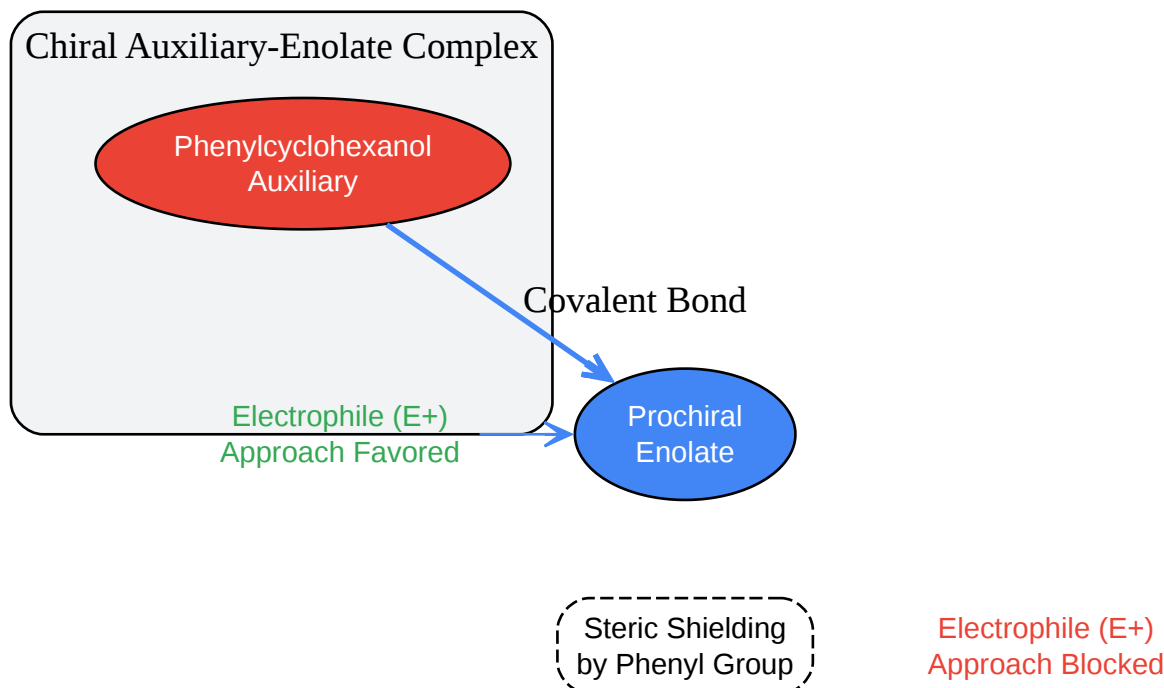 Chiral Auxiliary-Enolate Complex
Phenylcyclohexanol
Auxiliary
Covalent Bond
Electrophile (E+)
Approach Favored
Prochiral
Enolate
Steric Shielding
by Phenyl Group
Electrophile (E+)
Approach Blocked